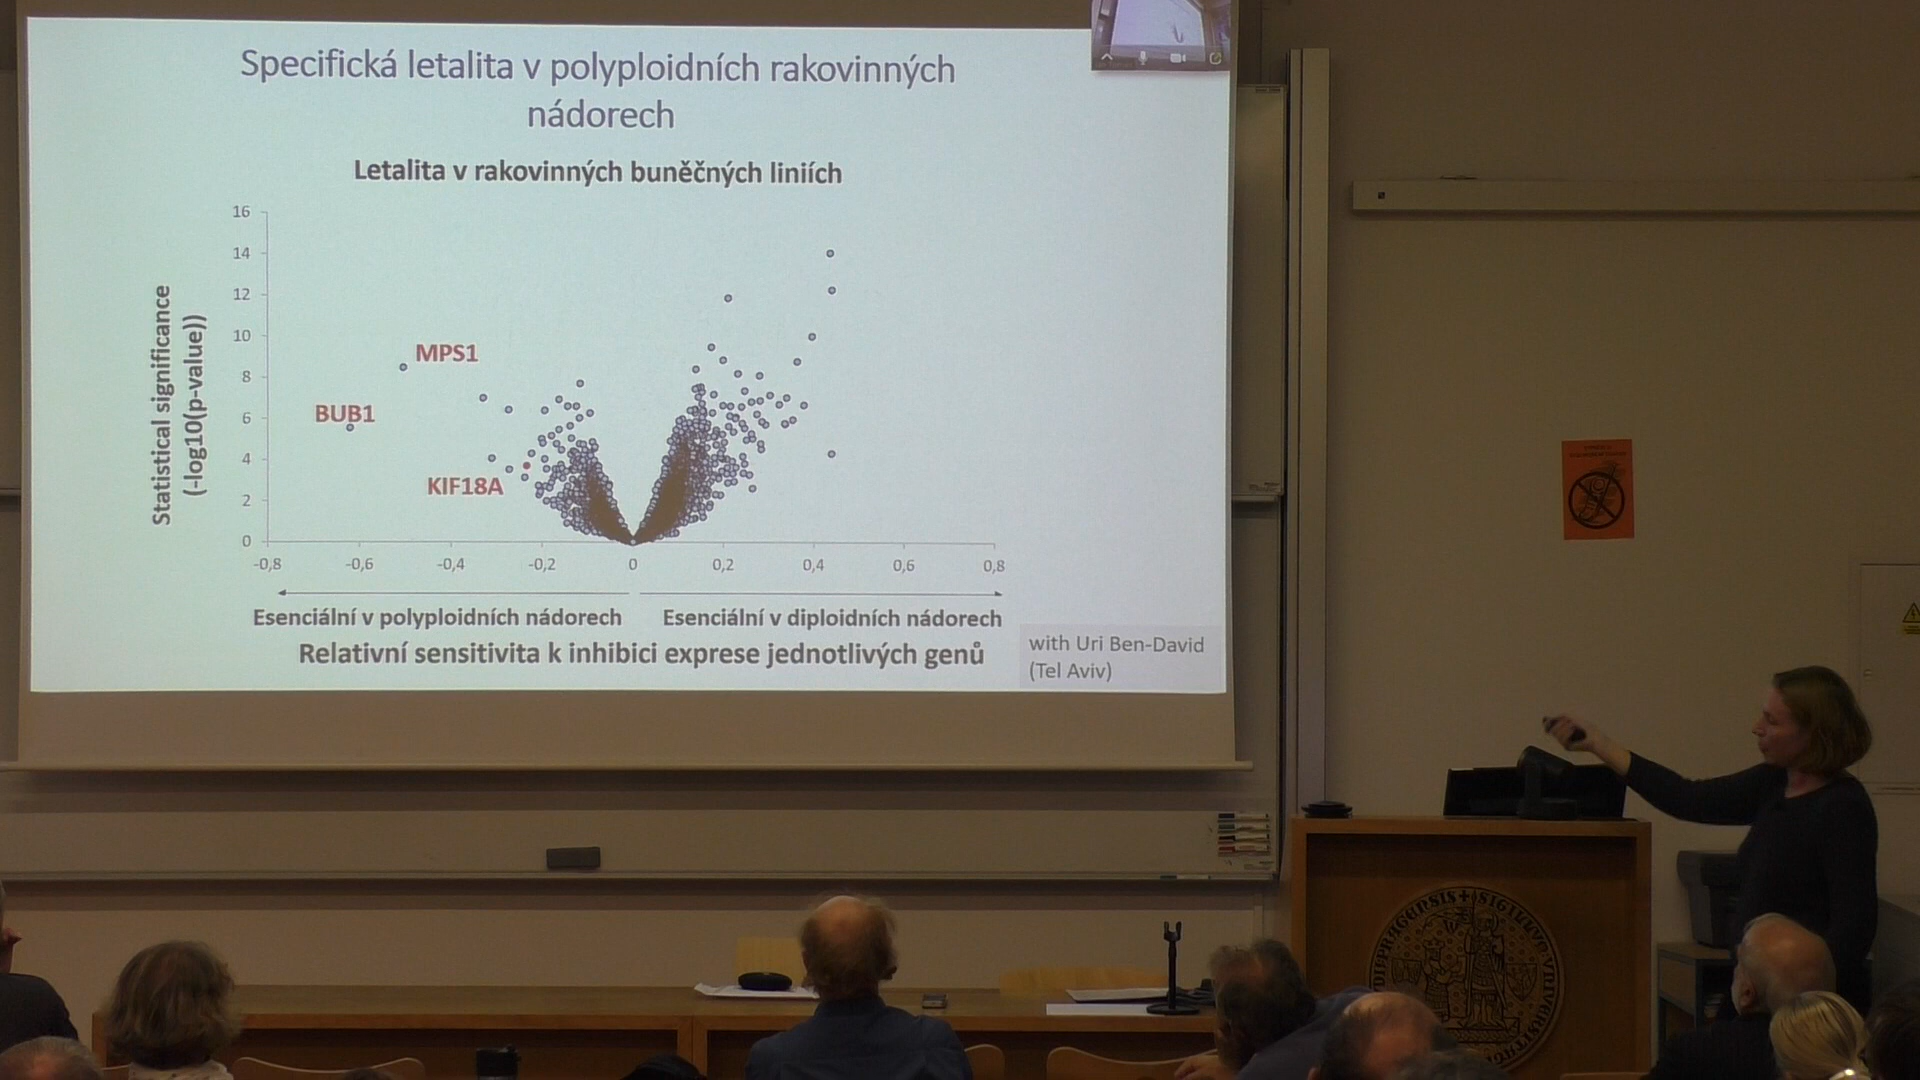 Specifická letalita v polyploidních rakovinných
nádorech
Letalita v rakovinných buněčných liniích
Statistical significance
(-log10(p-value))
16
14
12
10
8
6
4
2
0
MPS1
BUB1
KIF18A
-0,8 -0,6 -0,4 -0,2 0 0,2 0,4 0,6 0,8
Esenciální v polyploidních nádorech Esenciální v diploidních nádorech
Relativní sensitivita k inhibici exprese jednotlivých genů
with Uri Ben-David
(Tel Aviv)